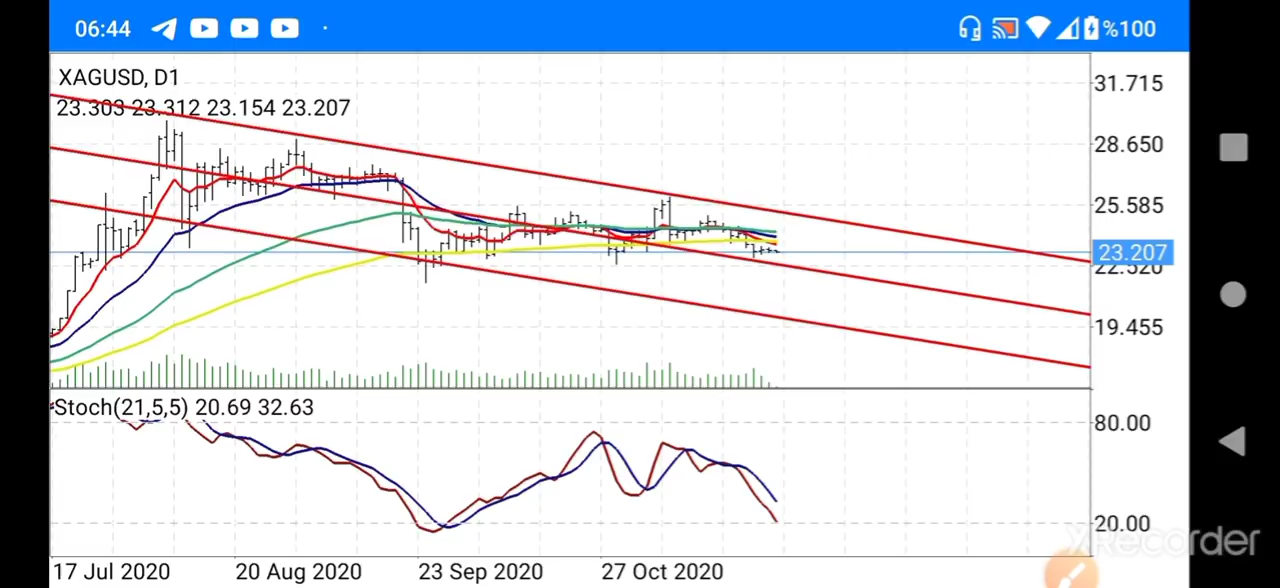 06:44
%100
XAGUSD, D1
23.303 23.312 23.154 23.207
31.715
28.650
25.585
23.207
22.520
19.455
Stoch(21,5,5) 20.69 32.63
80.00
20.00
17 Jul 2020 20 Aug 2020 23 Sep 2020 27 Oct 2020
XRecorder